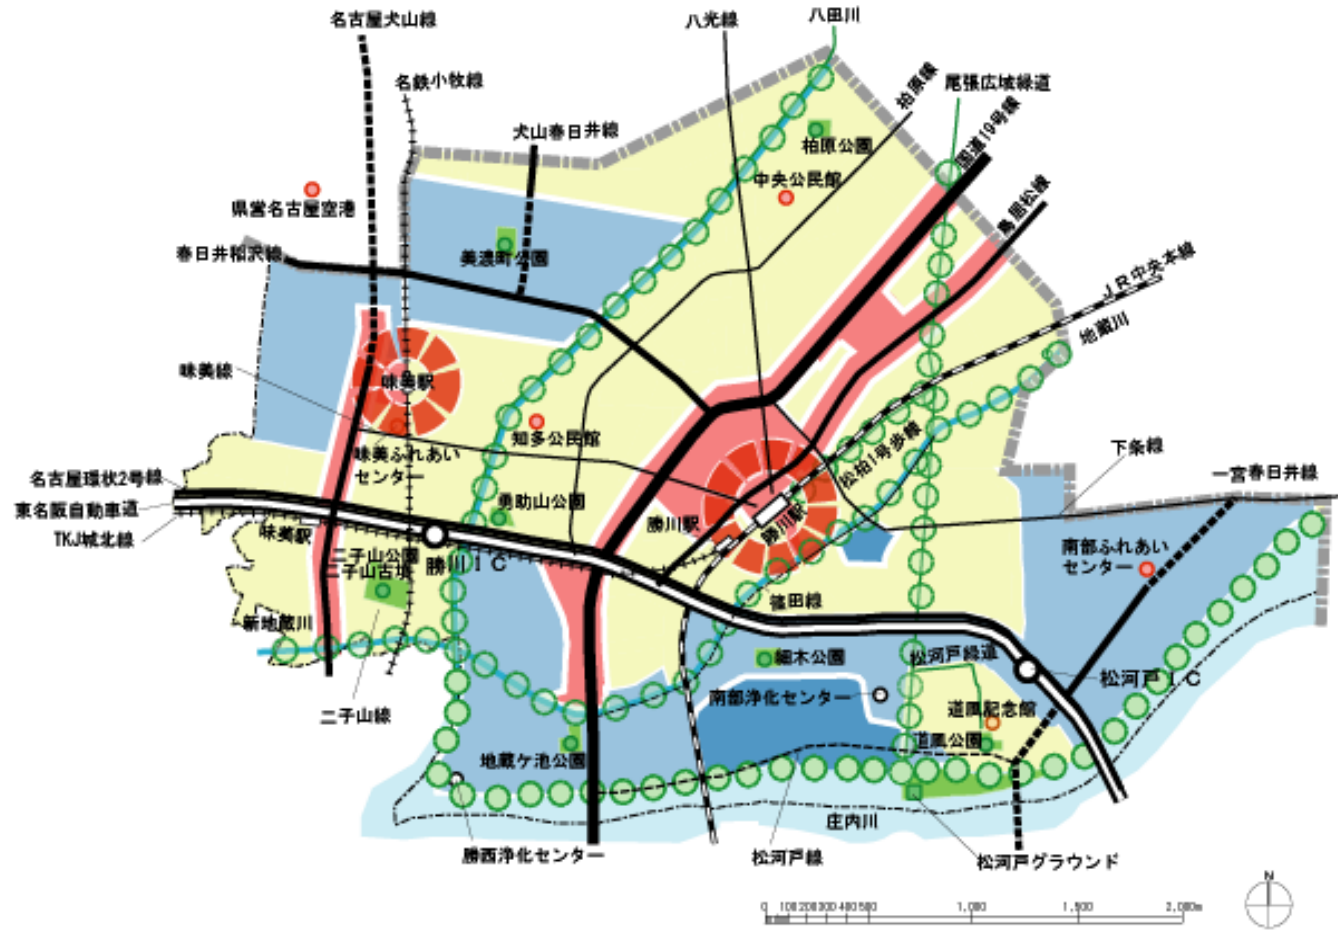 名古屋犬山線
八光線
八田川
名鉄小牧線
柏原線
尾張広域緑道
国道19号線
犬山春日井線
柏原公園
中央公民館
県営名古屋空港
鳥居松線
春日井稲沢線
美濃町公園
JR中央本線
地蔵川
味美線
味美駅
知多公民館
味美ふれあい
センター
松柏1号歩線
下条線
一宮春日井線
名古屋環状2号線
東名阪自動車道
TKJ城北線
勇助山公園
味美駅
勝川駅
勝川駅
二子山公園
二子山古墳
勝川IC
南部ふれあい
センター
新地蔵川
篠田線
細木公園
松河戸緑道
松河戸IC
南部浄化センター
道風記念館
道風公園
二子山線
地蔵ケ池公園
庄内川
勝西浄化センター
松河戸線
松河戸グラウンド
N
0 100200300400500 1,000 1,500 2,000m